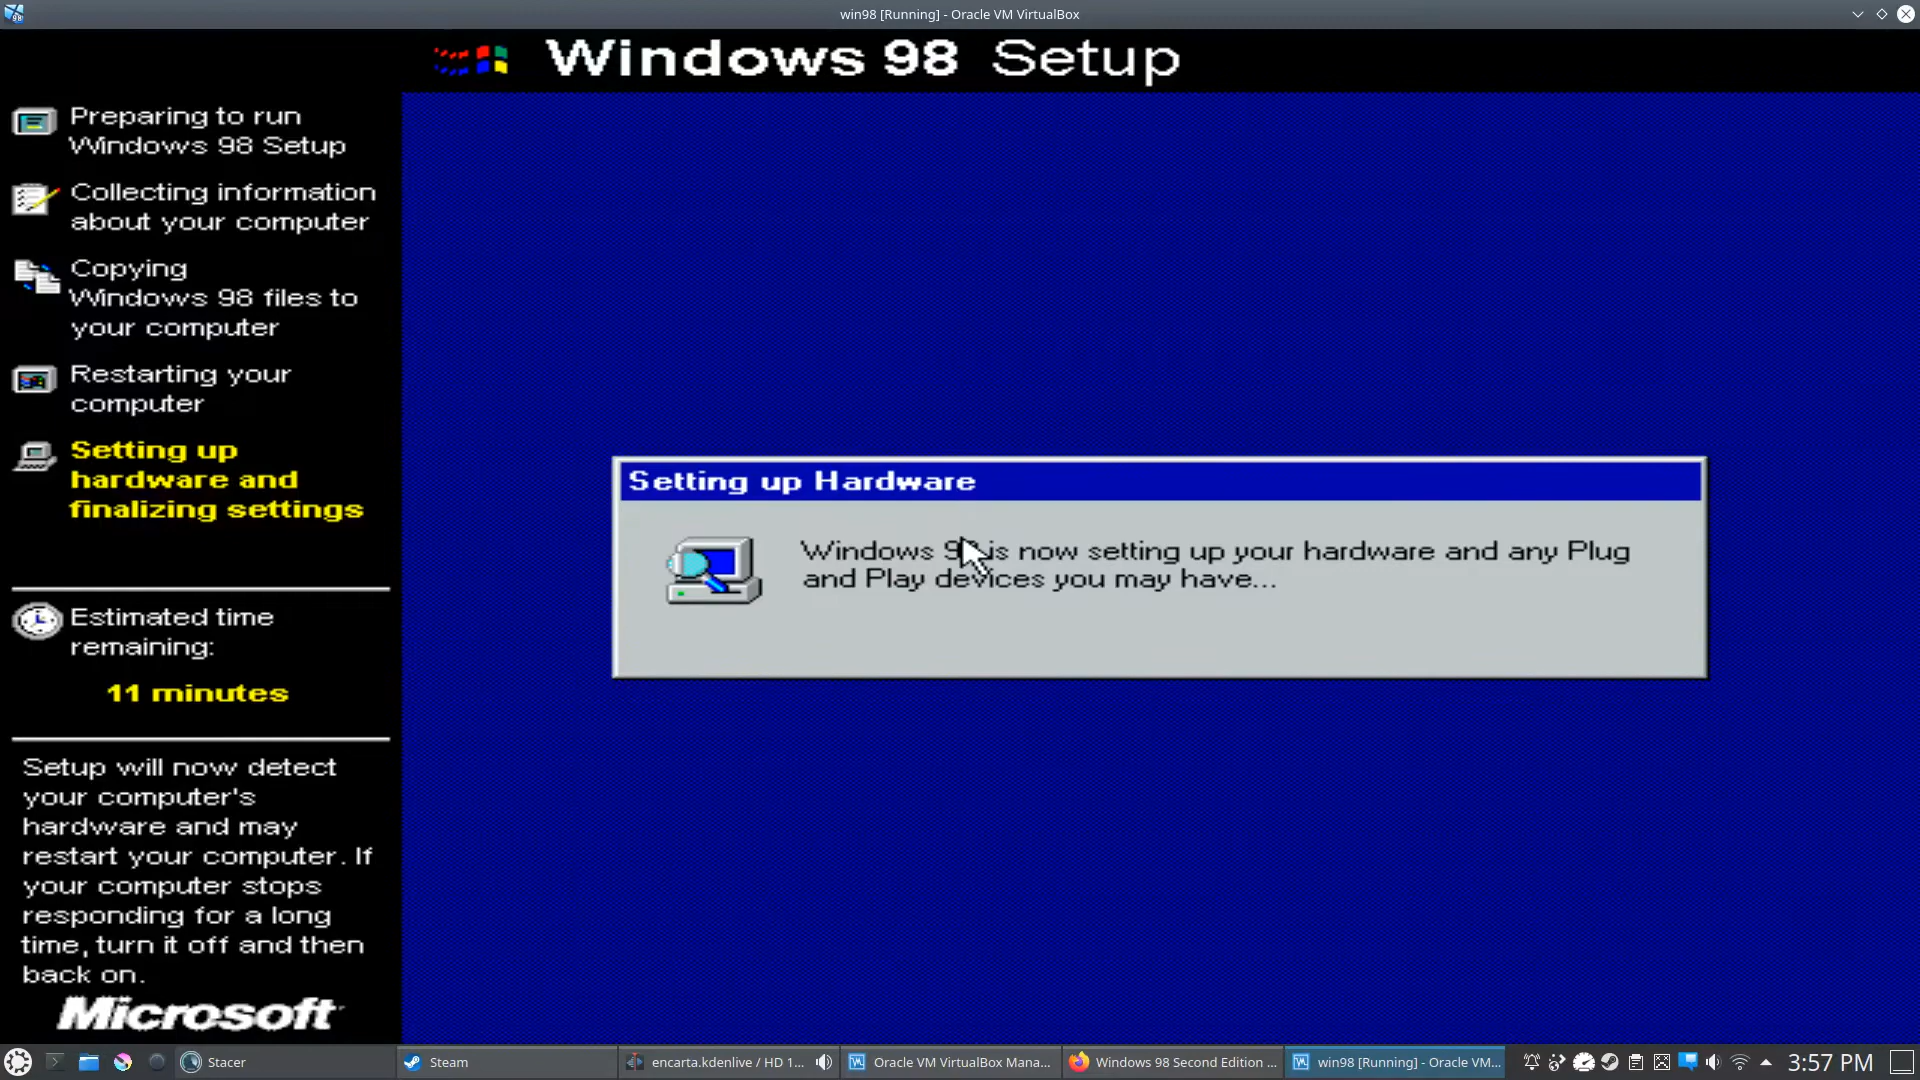 win98 [Running] - Oracle VM VirtualBox
Windows 98 Setup
Preparing to run
Windows 98 Setup
Collecting information
about your computer
Copying
Windows 98 files to
your computer
Restarting your
computer
Setting up
hardware and
finalizing settings
Estimated time
remaining:
11 minutes
Setup will now detect
your computer's
hardware and may
restart your computer. If
your computer stops
responding for a long
time, turn it off and then
back on.
Microsoft
Setting up Hardware
Windows 98 is now setting up your hardware and any Plug
and Play devices you may have...
Stacer
Steam
encarta.kdenlive / HD 1...
Oracle VM VirtualBox Mana...
Windows 98 Second Edition ...
win98 [Running] - Oracle VM...
3:57 PM